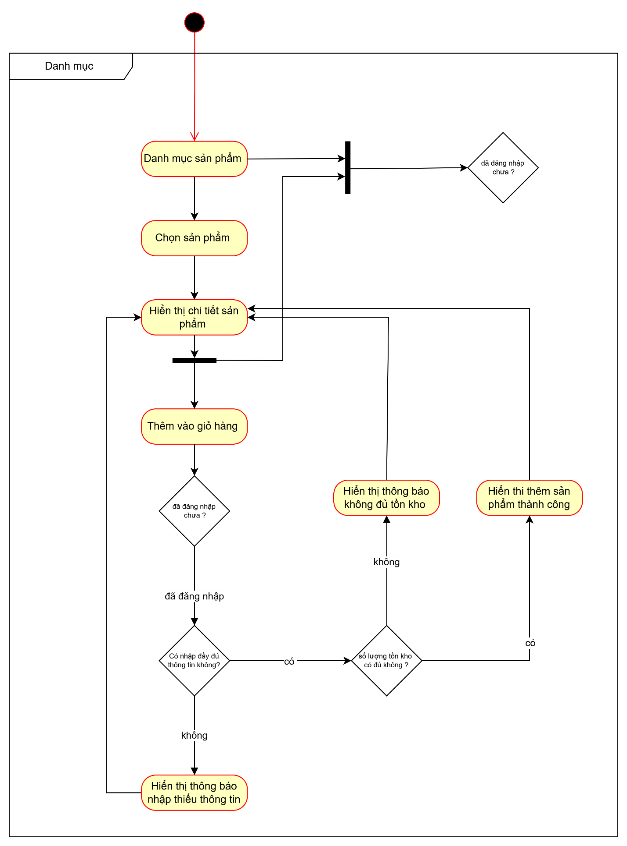 Danh mục
Danh mục sản phẩm
đã đăng nhập
chưa ?
Chọn sản phẩm
Hiển thị chi tiết sản
phẩm
Thêm vào giỏ hàng
đã đăng nhập
chưa ?
Hiển thị thông báo
không đủ tồn kho
Hiển thi thêm sản
phẩm thành công
không
đã đăng nhập
có
Có nhập đầy đủ
thông tin không?
có
số lượng tồn kho
có đủ không ?
không
Hiển thị thông báo
nhập thiếu thông tin